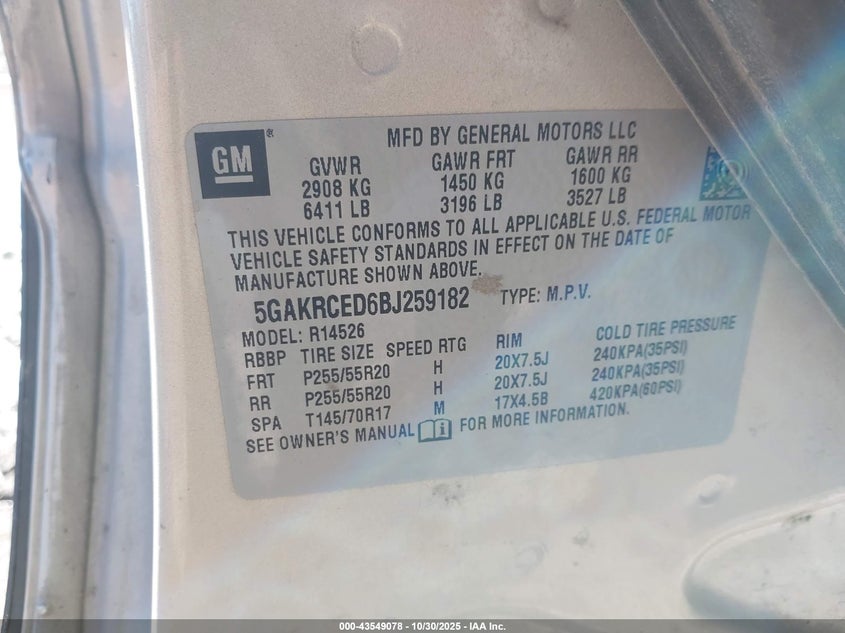 GM ®
MFD BY GENERAL MOTORS LLC
GVWR GAWR FRT GAWR RR
2908 KG 1450 KG 1600 KG
6411 LB 3196 LB 3527 LB
THIS VEHICLE CONFORMS TO ALL APPLICABLE U.S. FEDERAL MOTOR
VEHICLE SAFETY STANDARDS IN EFFECT ON THE DATE OF
MANUFACTURE SHOWN ABOVE.
5GAKRCED6BJ259182 TYPE: M.P.V.
MODEL: R14526
RBBP TIRE SIZE SPEED RTG RIM COLD TIRE PRESSURE
FRT P255/55R20 H 20X7.5J 240KPA(35PSI)
RR P255/55R20 H 20X7.5J 240KPA(35PSI)
SPA T145/70R17 M 17X4.5B 420KPA(60PSI)
SEE OWNER'S MANUAL FOR MORE INFORMATION.
000-43549078 - 10/30/2025 - IAA Inc.